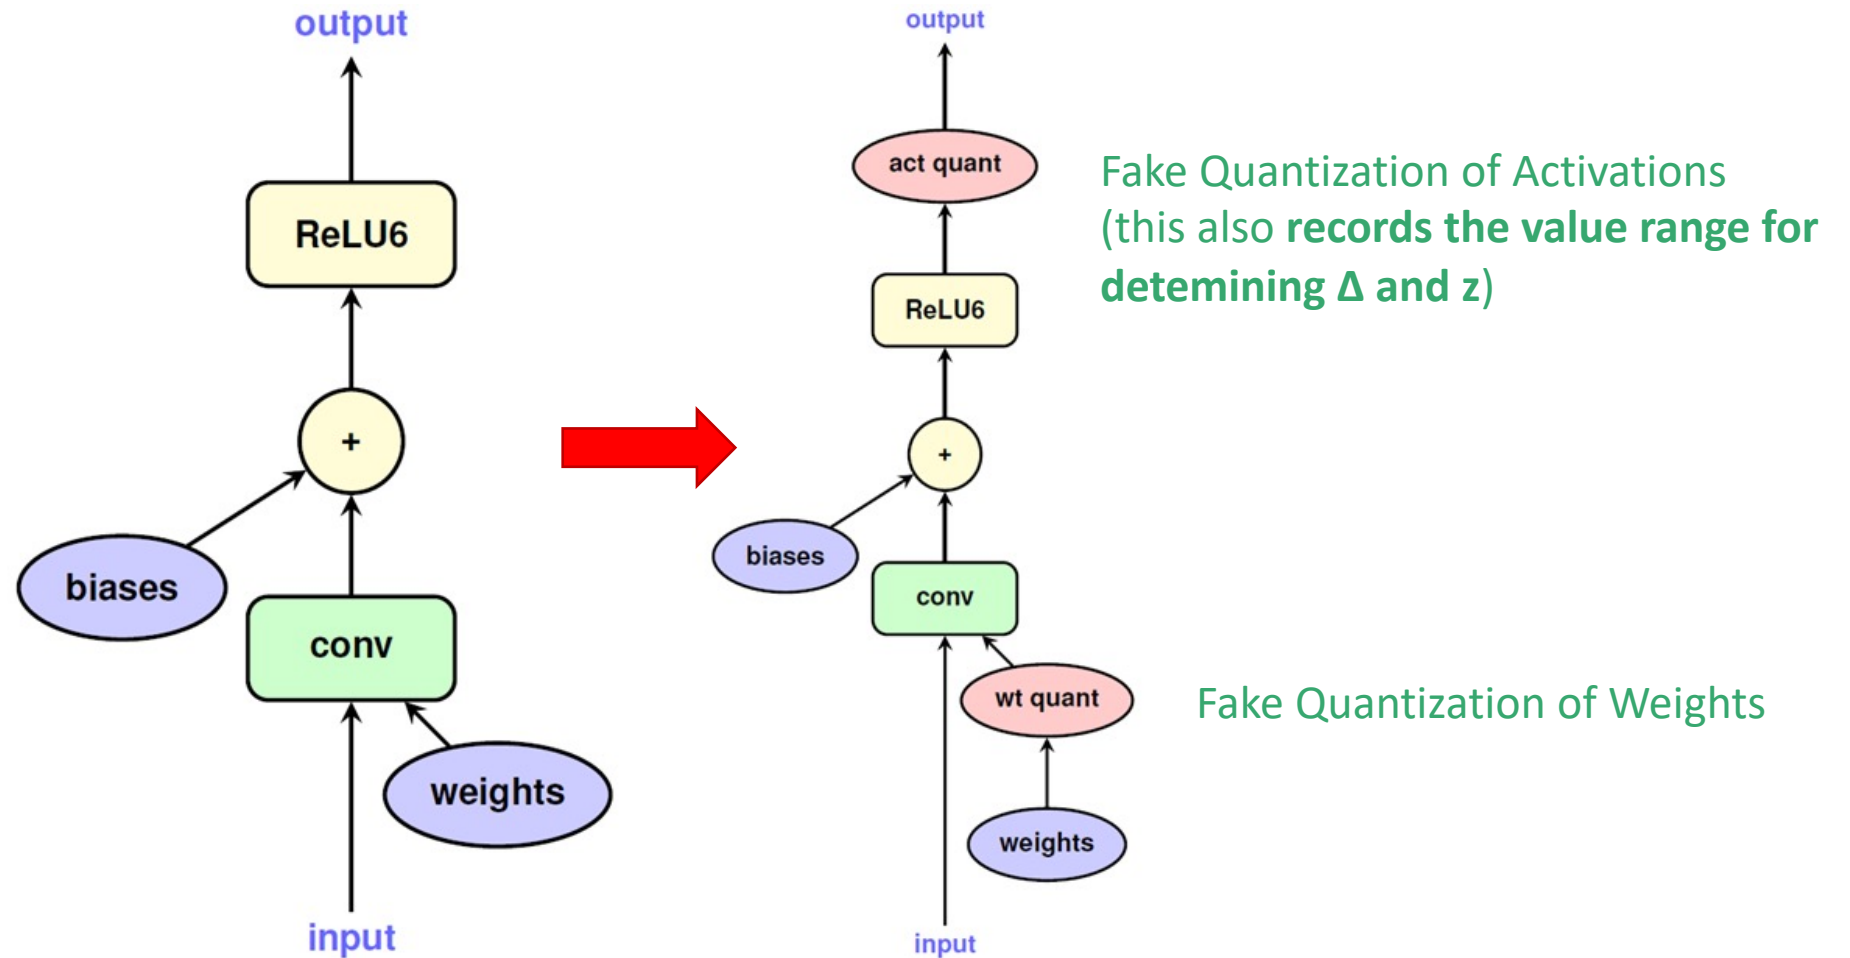 output
ReLU6
+
biases
conv
weights
input
output
act quant
ReLU6
+
biases
conv
wt quant
weights
input
Fake Quantization of Activations
(this also records the value range for
detemining Δ and z)
Fake Quantization of Weights